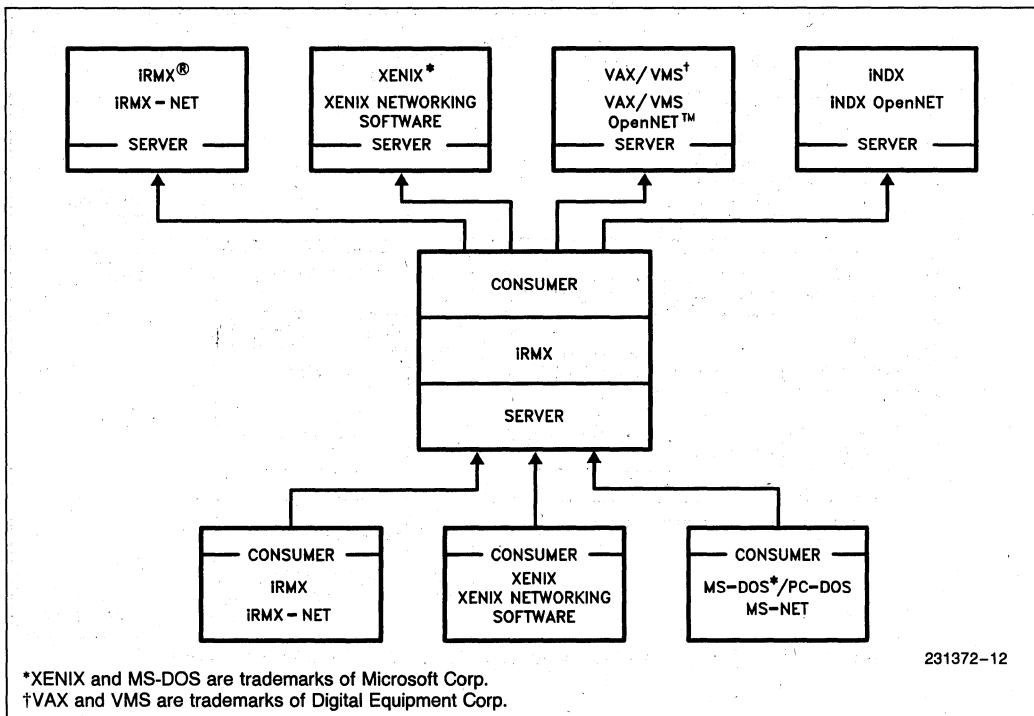 iRMX®
iRMX-NET
SERVER
XENIX*
XENIX NETWORKING
SOFTWARE
SERVER
VAX/VMS†
VAX/VMS
OpenNET™
SERVER
iNDX
iNDX OpenNET
SERVER
CONSUMER
iRMX
SERVER
CONSUMER
iRMX
iRMX-NET
CONSUMER
XENIX
XENIX NETWORKING
SOFTWARE
CONSUMER
MS-DOS*/PC-DOS
MS-NET
231372-12
*XENIX and MS-DOS are trademarks of Microsoft Corp.
†VAX and VMS are trademarks of Digital Equipment Corp.